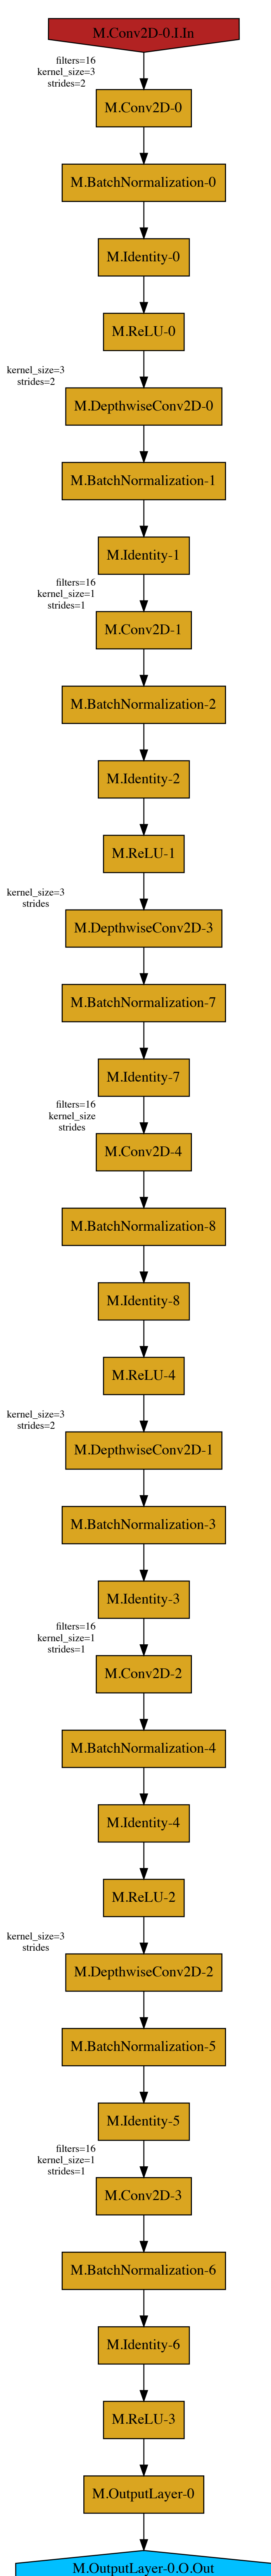 M.Conv2D-0.I.In
filters=16
kernel_size=3
strides=2
M.Conv2D-0
M.BatchNormalization-0
M.Identity-0
M.ReLU-0
kernel_size=3
strides=2
M.DepthwiseConv2D-0
M.BatchNormalization-1
M.Identity-1
filters=16
kernel_size=1
strides=1
M.Conv2D-1
M.BatchNormalization-2
M.Identity-2
M.ReLU-1
kernel_size=3
strides
M.DepthwiseConv2D-3
M.BatchNormalization-7
M.Identity-7
filters=16
kernel_size
strides
M.Conv2D-4
M.BatchNormalization-8
M.Identity-8
M.ReLU-4
kernel_size=3
strides=2
M.DepthwiseConv2D-1
M.BatchNormalization-3
M.Identity-3
filters=16
kernel_size=1
strides=1
M.Conv2D-2
M.BatchNormalization-4
M.Identity-4
M.ReLU-2
kernel_size=3
strides
M.DepthwiseConv2D-2
M.BatchNormalization-5
M.Identity-5
filters=16
kernel_size=1
strides=1
M.Conv2D-3
M.BatchNormalization-6
M.Identity-6
M.ReLU-3
M.OutputLayer-0
M.OutputLayer-0.O.Out